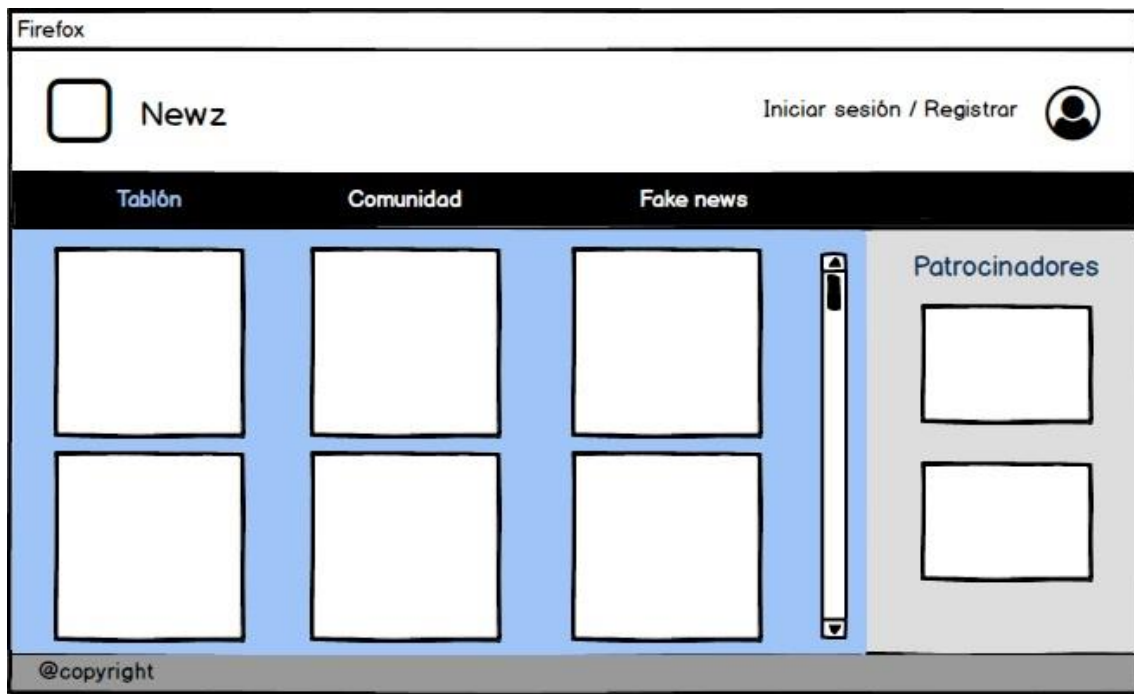 Firefox
Newz
Iniciar sesión / Registrar
Tablón
Comunidad
Fake news
Patrocinadores
@copyright